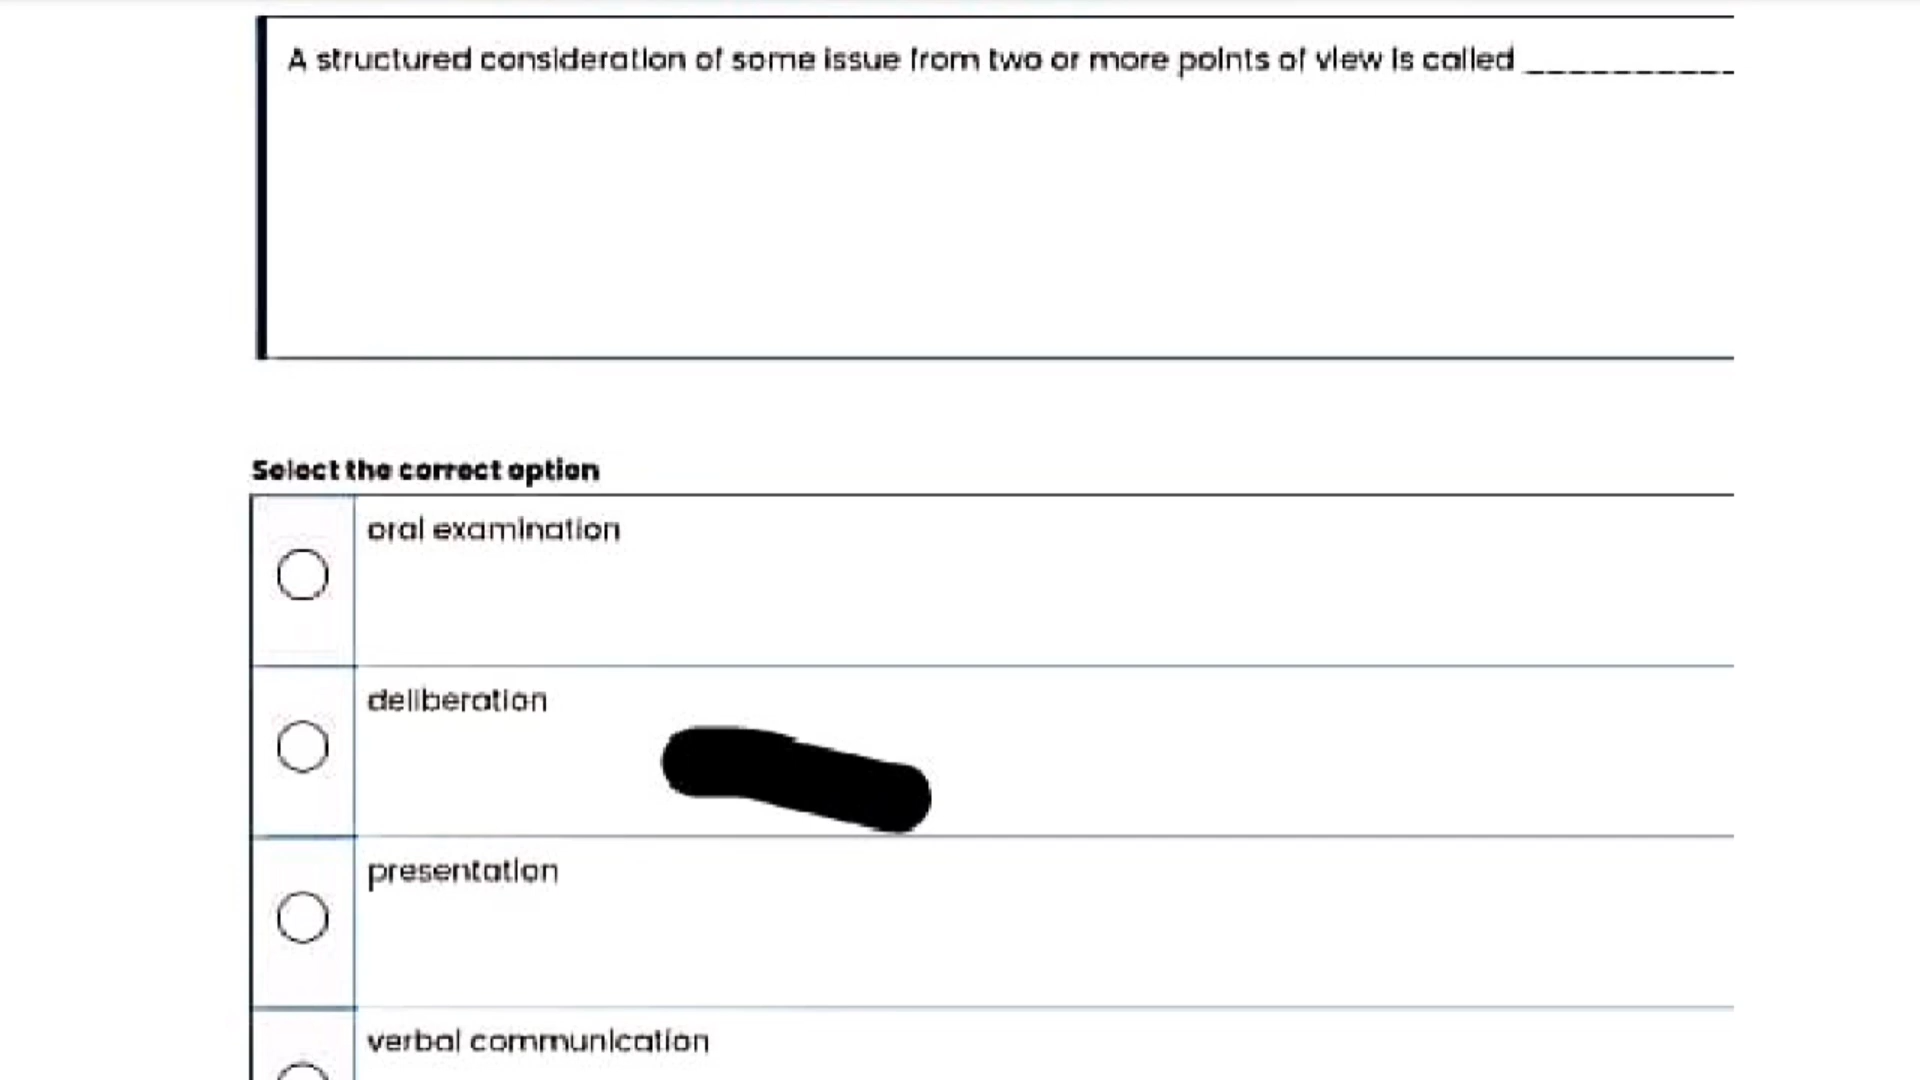 A structured consideration of some issue from two or more points of view is called __________
Select the correct option
oral examination
deliberation
presentation
verbal communication